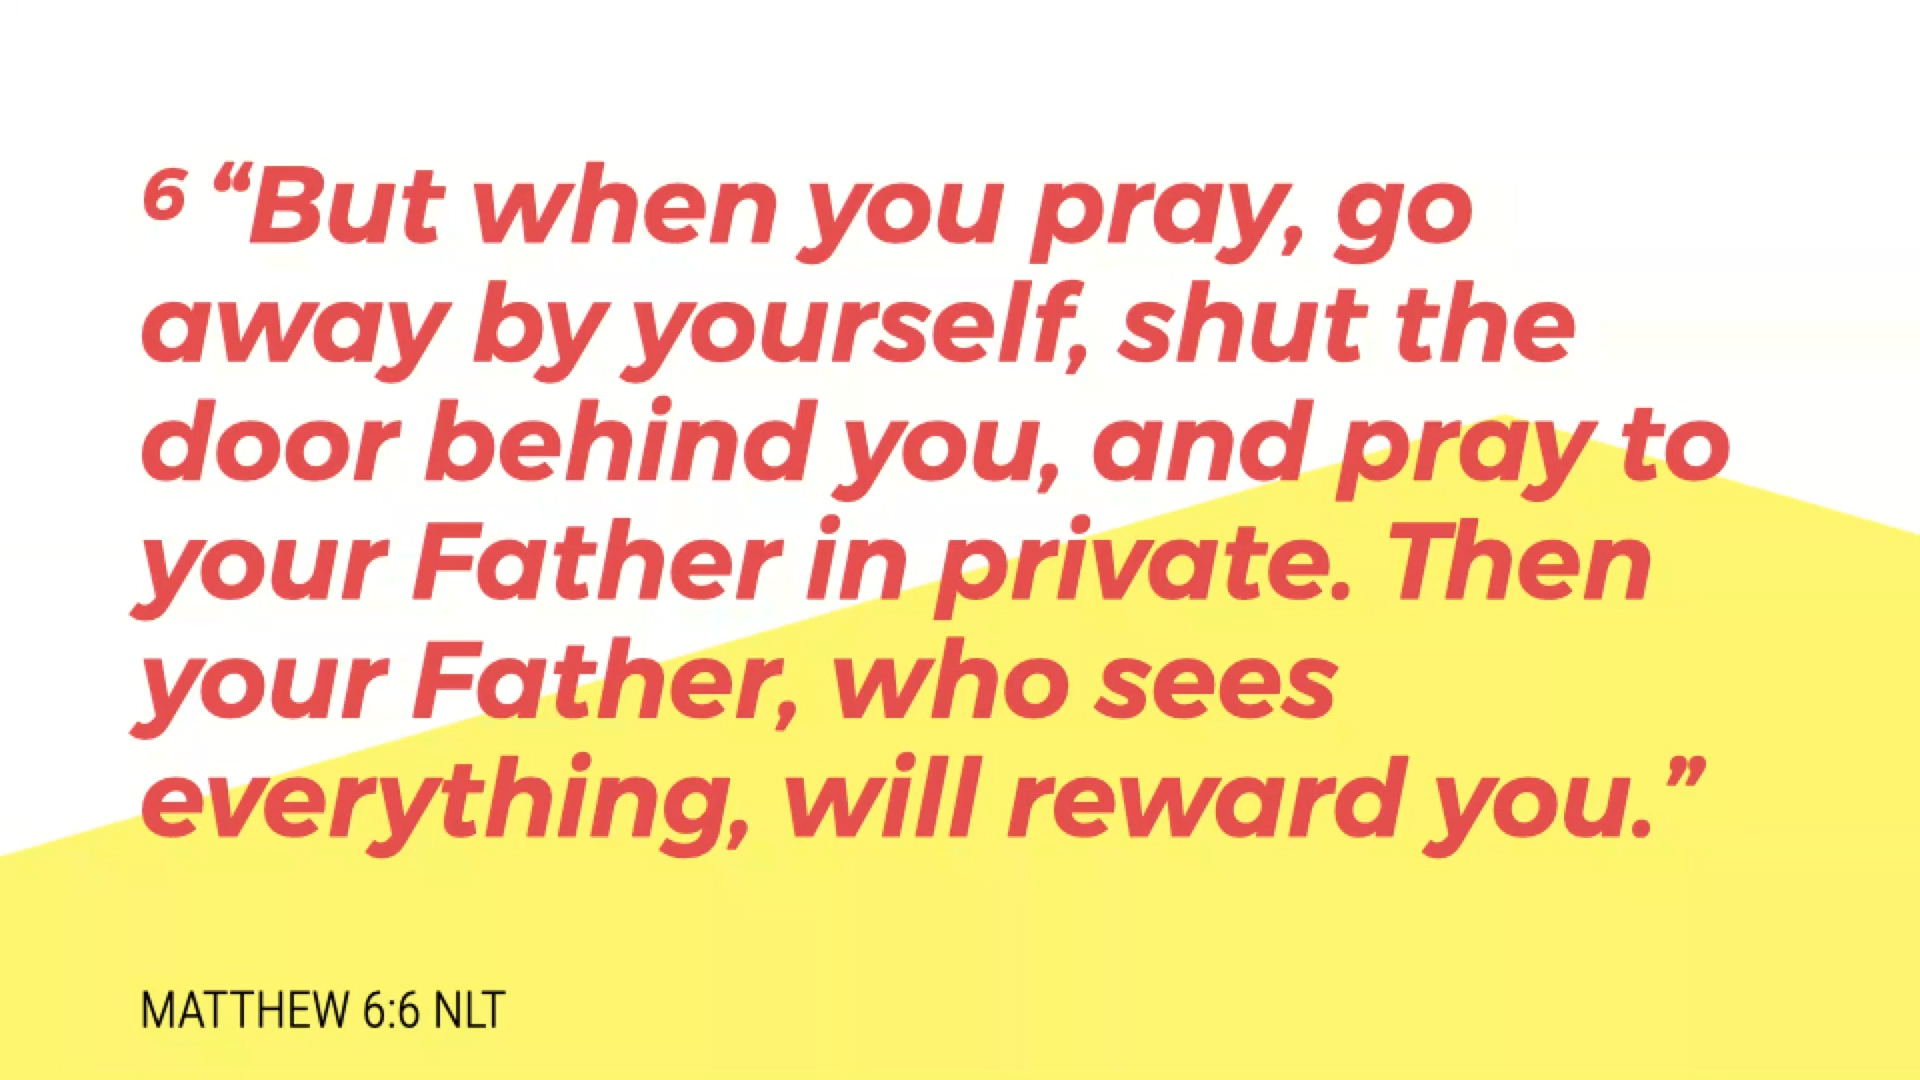 6 “But when you pray, go
away by yourself, shut the
door behind you, and pray to
your Father in private. Then
your Father, who sees
everything, will reward you.”
MATTHEW 6:6 NLT